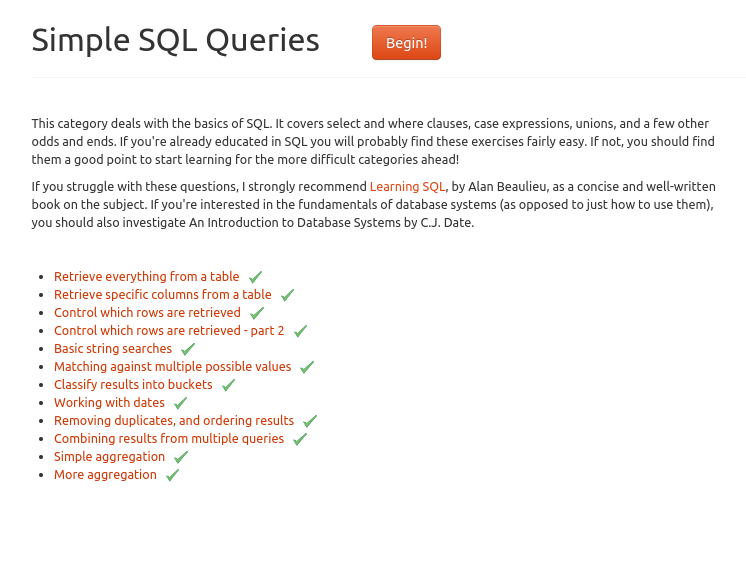 Simple SQL Queries
Begin!
This category deals with the basics of SQL. It covers select and where clauses, case expressions, unions, and a few other
odds and ends. If you're already educated in SQL you will probably find these exercises fairly easy. If not, you should find
them a good point to start learning for the more difficult categories ahead!
If you struggle with these questions, I strongly recommend Learning SQL, by Alan Beaulieu, as a concise and well-written
book on the subject. If you're interested in the fundamentals of database systems (as opposed to just how to use them),
you should also investigate An Introduction to Database Systems by C.J. Date.
Retrieve everything from a table
Retrieve specific columns from a table
Control which rows are retrieved
Control which rows are retrieved - part 2
Basic string searches
Matching against multiple possible values
Classify results into buckets
Working with dates
Removing duplicates, and ordering results
Combining results from multiple queries
Simple aggregation
More aggregation